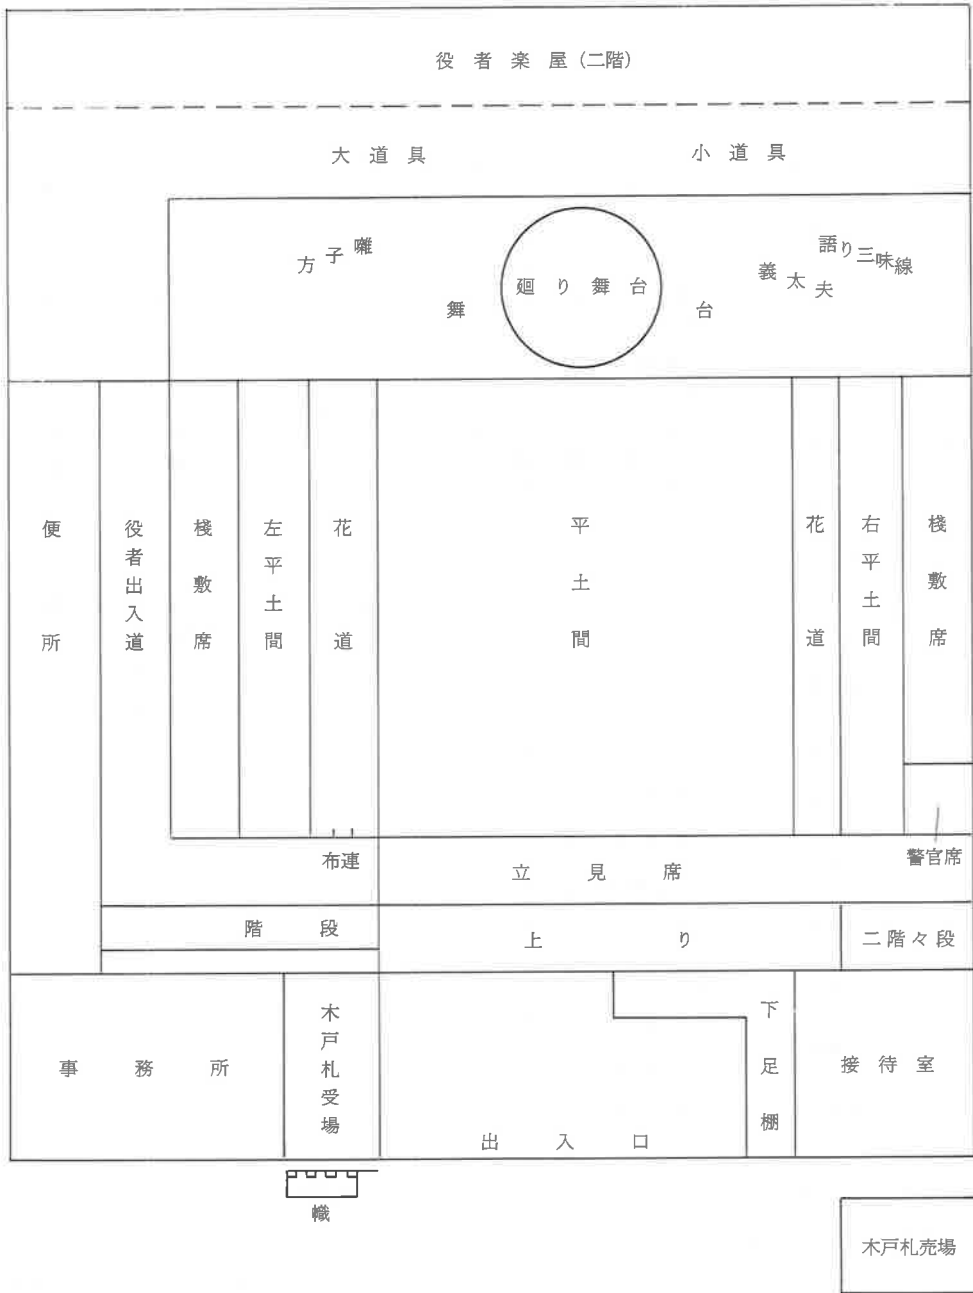 役者楽屋(二階)
大道具
小道具
方子囃
舞
廻り舞台
台
義太夫
語り三味線
便所
役者出入道
棧敷席
左平土間
花道
平土間
花道
右平土間
棧敷席
布連
立見席
警官席
階段
上り
二階々段
事務所
木戸札受場
出入口
下足棚
接待室
幟
木戸札売場